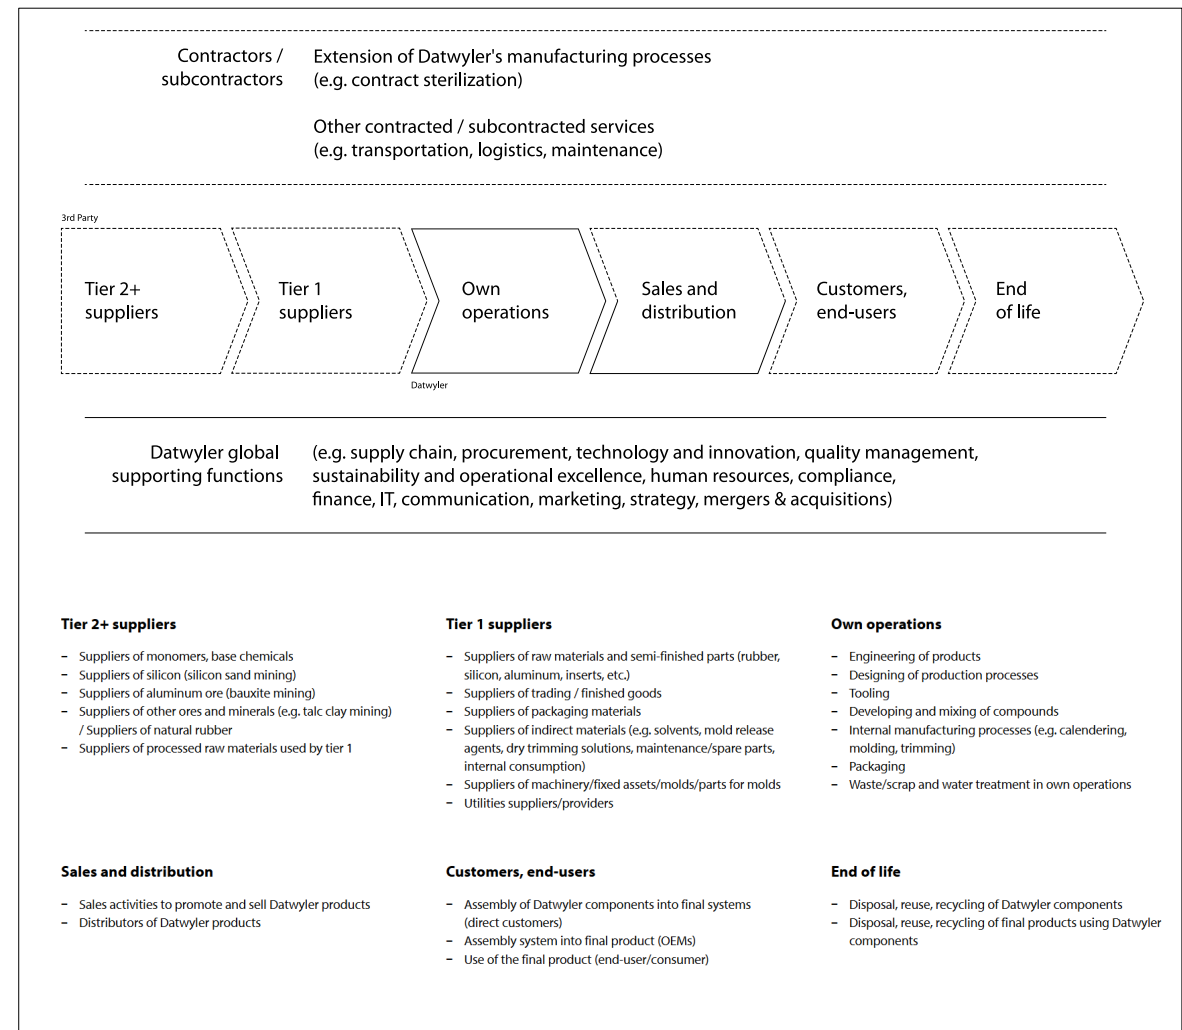 Contractors /
subcontractors
Extension of Datwyler's manufacturing processes
(e.g. contract sterilization)
Other contracted / subcontracted services
(e.g. transportation, logistics, maintenance)
3rd Party
Tier 2+
suppliers
Tier 1
suppliers
Own
operations
Sales and
distribution
Customers,
end-users
End
of life
Datwyler
Datwyler global
supporting functions
(e.g. supply chain, procurement, technology and innovation, quality management,
sustainability and operational excellence, human resources, compliance,
finance, IT, communication, marketing, strategy, mergers & acquisitions)
Tier 2+ suppliers
– Suppliers of monomers, base chemicals
– Suppliers of silicon (silicon sand mining)
– Suppliers of aluminum ore (bauxite mining)
– Suppliers of other ores and minerals (e.g. talc clay mining)
/ Suppliers of natural rubber
– Suppliers of processed raw materials used by tier 1
Tier 1 suppliers
– Suppliers of raw materials and semi-finished parts (rubber,
silicon, aluminum, inserts, etc.)
– Suppliers of trading / finished goods
– Suppliers of packaging materials
– Suppliers of indirect materials (e.g. solvents, mold release
agents, dry trimming solutions, maintenance/spare parts,
internal consumption)
– Suppliers of machinery/fixed assets/molds/parts for molds
– Utilities suppliers/providers
Own operations
– Engineering of products
– Designing of production processes
– Tooling
– Developing and mixing of compounds
– Internal manufacturing processes (e.g. calendering,
molding, trimming)
– Packaging
– Waste/scrap and water treatment in own operations
Sales and distribution
– Sales activities to promote and sell Datwyler products
– Distributors of Datwyler products
Customers, end-users
– Assembly of Datwyler components into final systems
(direct customers)
– Assembly system into final product (OEMs)
– Use of the final product (end-user/consumer)
End of life
– Disposal, reuse, recycling of Datwyler components
– Disposal, reuse, recycling of final products using Datwyler
components